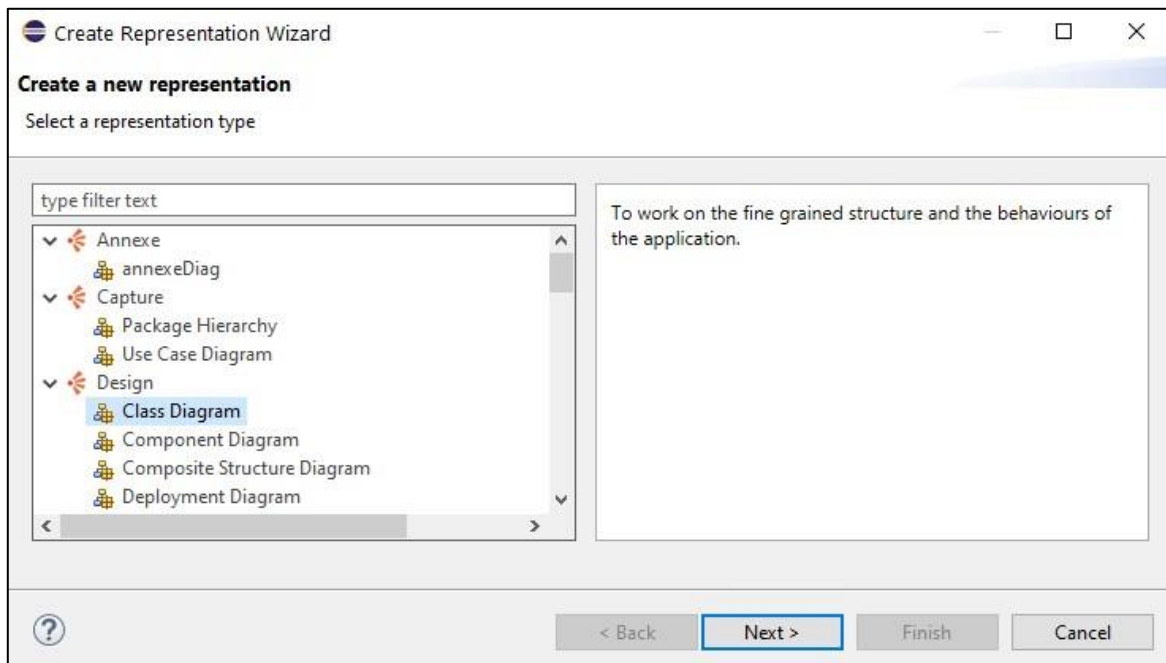 Create Representation Wizard
Create a new representation
Select a representation type
type filter text
Annexe
annexeDiag
Capture
Package Hierarchy
Use Case Diagram
Design
Class Diagram
Component Diagram
Composite Structure Diagram
Deployment Diagram
To work on the fine grained structure and the behaviours of
the application.
?
< Back
Next >
Finish
Cancel